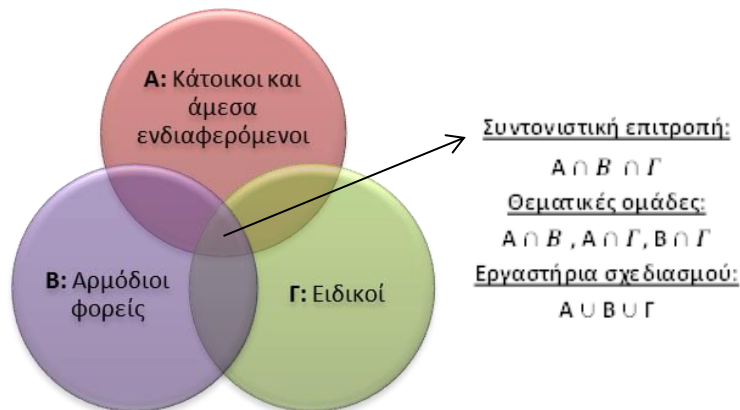 Α: Κάτοικοι και
άμεσα
ενδιαφερόμενοι
Β: Αρμόδιοι
φορείς
Γ: Ειδικοί
Συντονιστική επιτροπή:
Α ∩ Β ∩ Γ
Θεματικές ομάδες:
Α ∩ Β , Α ∩ Γ, Β ∩ Γ
Εργαστήρια σχεδιασμού:
Α ∪ Β ∪ Γ